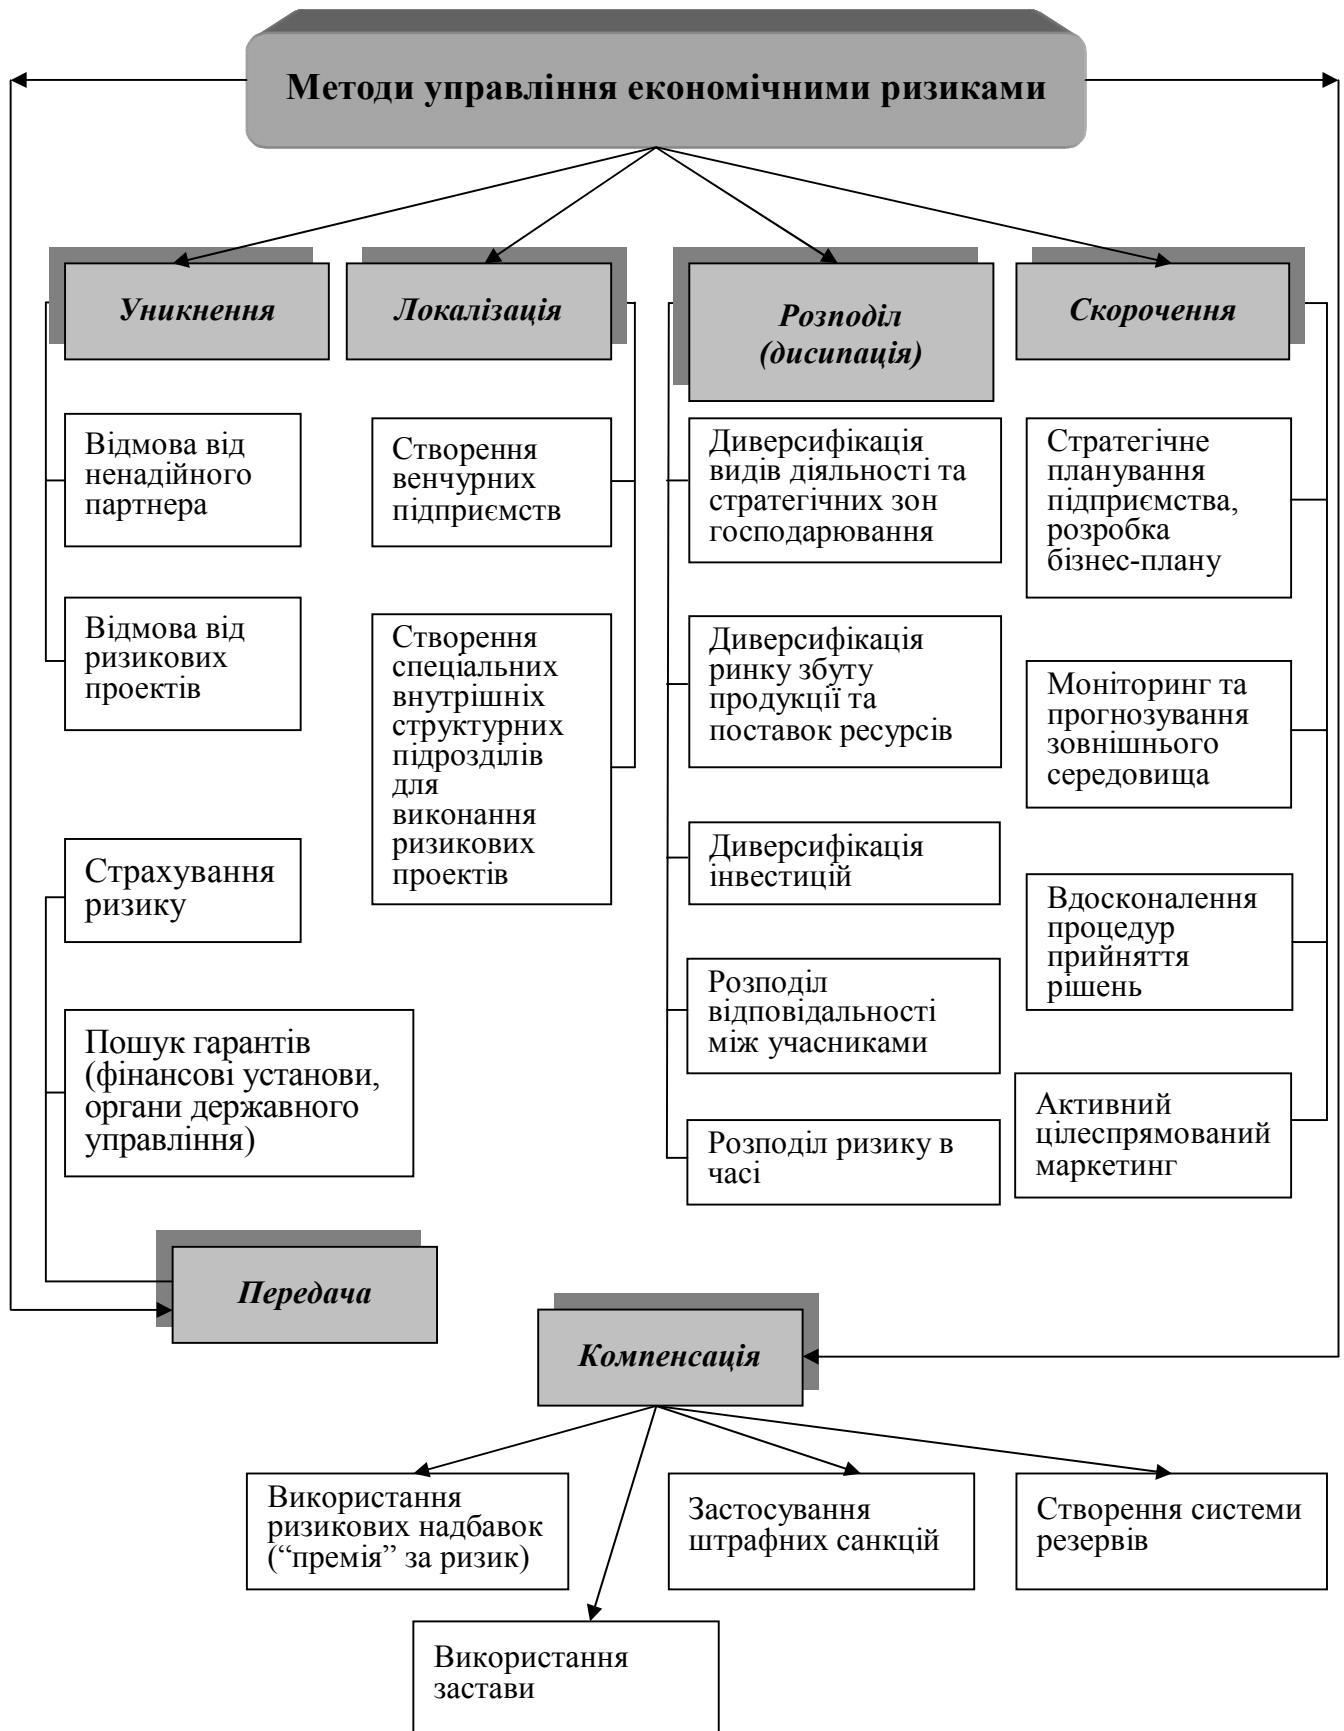 Методи управління економічними ризиками
Уникнення
Локалізація
Розподіл
(дисипація)
Скорочення
Відмова від
ненадійного
партнера
Відмова від
ризикових
проектів
Створення
венчурних
підприємств
Створення
спеціальних
внутрішніх
структурних
підрозділів
для
виконання
ризикових
проектів
Диверсифікація
видів діяльності та
стратегічних зон
господарювання
Диверсифікація
ринку збуту
продукції та
поставок ресурсів
Диверсифікація
інвестицій
Розподіл
відповідальності
між учасниками
Розподіл ризику в
часі
Стратегічне
планування
підприємства,
розробка
бізнес-плану
Моніторинг та
прогнозування
зовнішнього
середовища
Вдосконалення
процедур
прийняття
рішень
Активний
цілеспрямований
маркетинг
Страхування
ризику
Пошук гарантів
(фінансові установи,
органи державного
управління)
Передача
Компенсація
Використання
ризикових надбавок
(“премія” за ризик)
Застосування
штрафних санкцій
Створення системи
резервів
Використання
застави